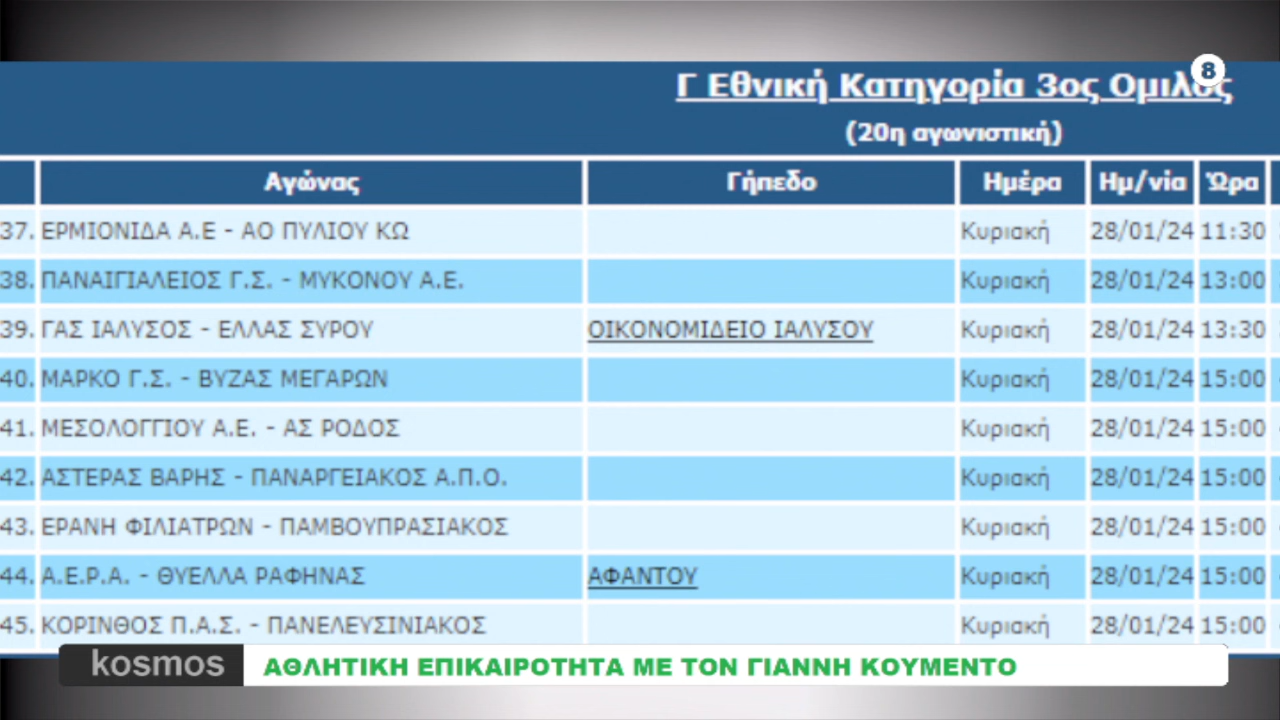 8
Γ Εθνική Κατηγορία 3ος Ομιλος
(20η αγωνιστική)
Αγώνας Γήπεδο Ημέρα Ημ/νία Ώρα
37. ΕΡΜΙΟΝΙΔΑ Α.Ε - ΑΟ ΠΥΛΙΟΥ ΚΩ Κυριακή 28/01/24 11:30
38. ΠΑΝΑΙΓΙΑΛΕΙΟΣ Γ.Σ. - ΜΥΚΟΝΟΥ Α.Ε. Κυριακή 28/01/24 13:00
39. ΓΑΣ ΙΑΛΥΣΟΣ - ΕΛΛΑΣ ΣΥΡΟΥ ΟΙΚΟΝΟΜΙΔΕΙΟ ΙΑΛΥΣΟΥ Κυριακή 28/01/24 13:30
40. ΜΑΡΚΟ Γ.Σ. - ΒΥΖΑΣ ΜΕΓΑΡΩΝ Κυριακή 28/01/24 15:00
41. ΜΕΣΟΛΟΓΓΙΟΥ Α.Ε. - ΑΣ ΡΟΔΟΣ Κυριακή 28/01/24 15:00
42. ΑΣΤΕΡΑΣ ΒΑΡΗΣ - ΠΑΝΑΡΓΕΙΑΚΟΣ Α.Π.Ο. Κυριακή 28/01/24 15:00
43. ΕΡΑΝΗ ΦΙΛΙΑΤΡΩΝ - ΠΑΜΒΟΥΠΡΑΣΙΑΚΟΣ Κυριακή 28/01/24 15:00
44. Α.Ε.Ρ.Α. - ΘΥΕΛΛΑ ΡΑΦΗΝΑΣ ΑΦΑΝΤΟΥ Κυριακή 28/01/24 15:00
45. ΚΟΡΙΝΘΟΣ Π.Α.Σ. - ΠΑΝΕΛΕΥΣΙΝΙΑΚΟΣ Κυριακή 28/01/24 15:00
kosmos ΑΘΛΗΤΙΚΗ ΕΠΙΚΑΙΡΟΤΗΤΑ ΜΕ ΤΟΝ ΓΙΑΝΝΗ ΚΟΥΜΕΝΤΟ